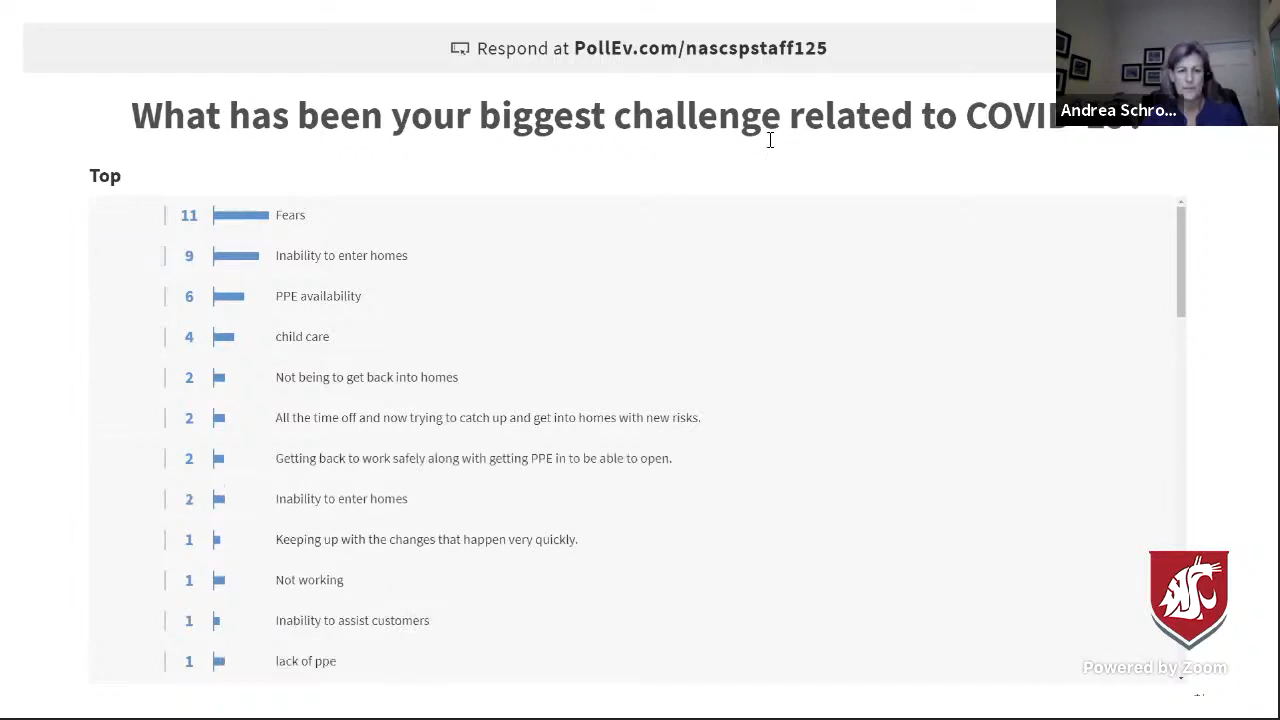 Respond at PollEv.com/nascspstaff125
What has been your biggest challenge related to COVID
Andrea Schro...
Top
11 Fears
9 Inability to enter homes
6 PPE availability
4 child care
2 Not being to get back into homes
2 All the time off and now trying to catch up and get into homes with new risks.
2 Getting back to work safely along with getting PPE in to be able to open.
2 Inability to enter homes
1 Keeping up with the changes that happen very quickly.
1 Not working
1 Inability to assist customers
1 lack of ppe
Powered by Zoom